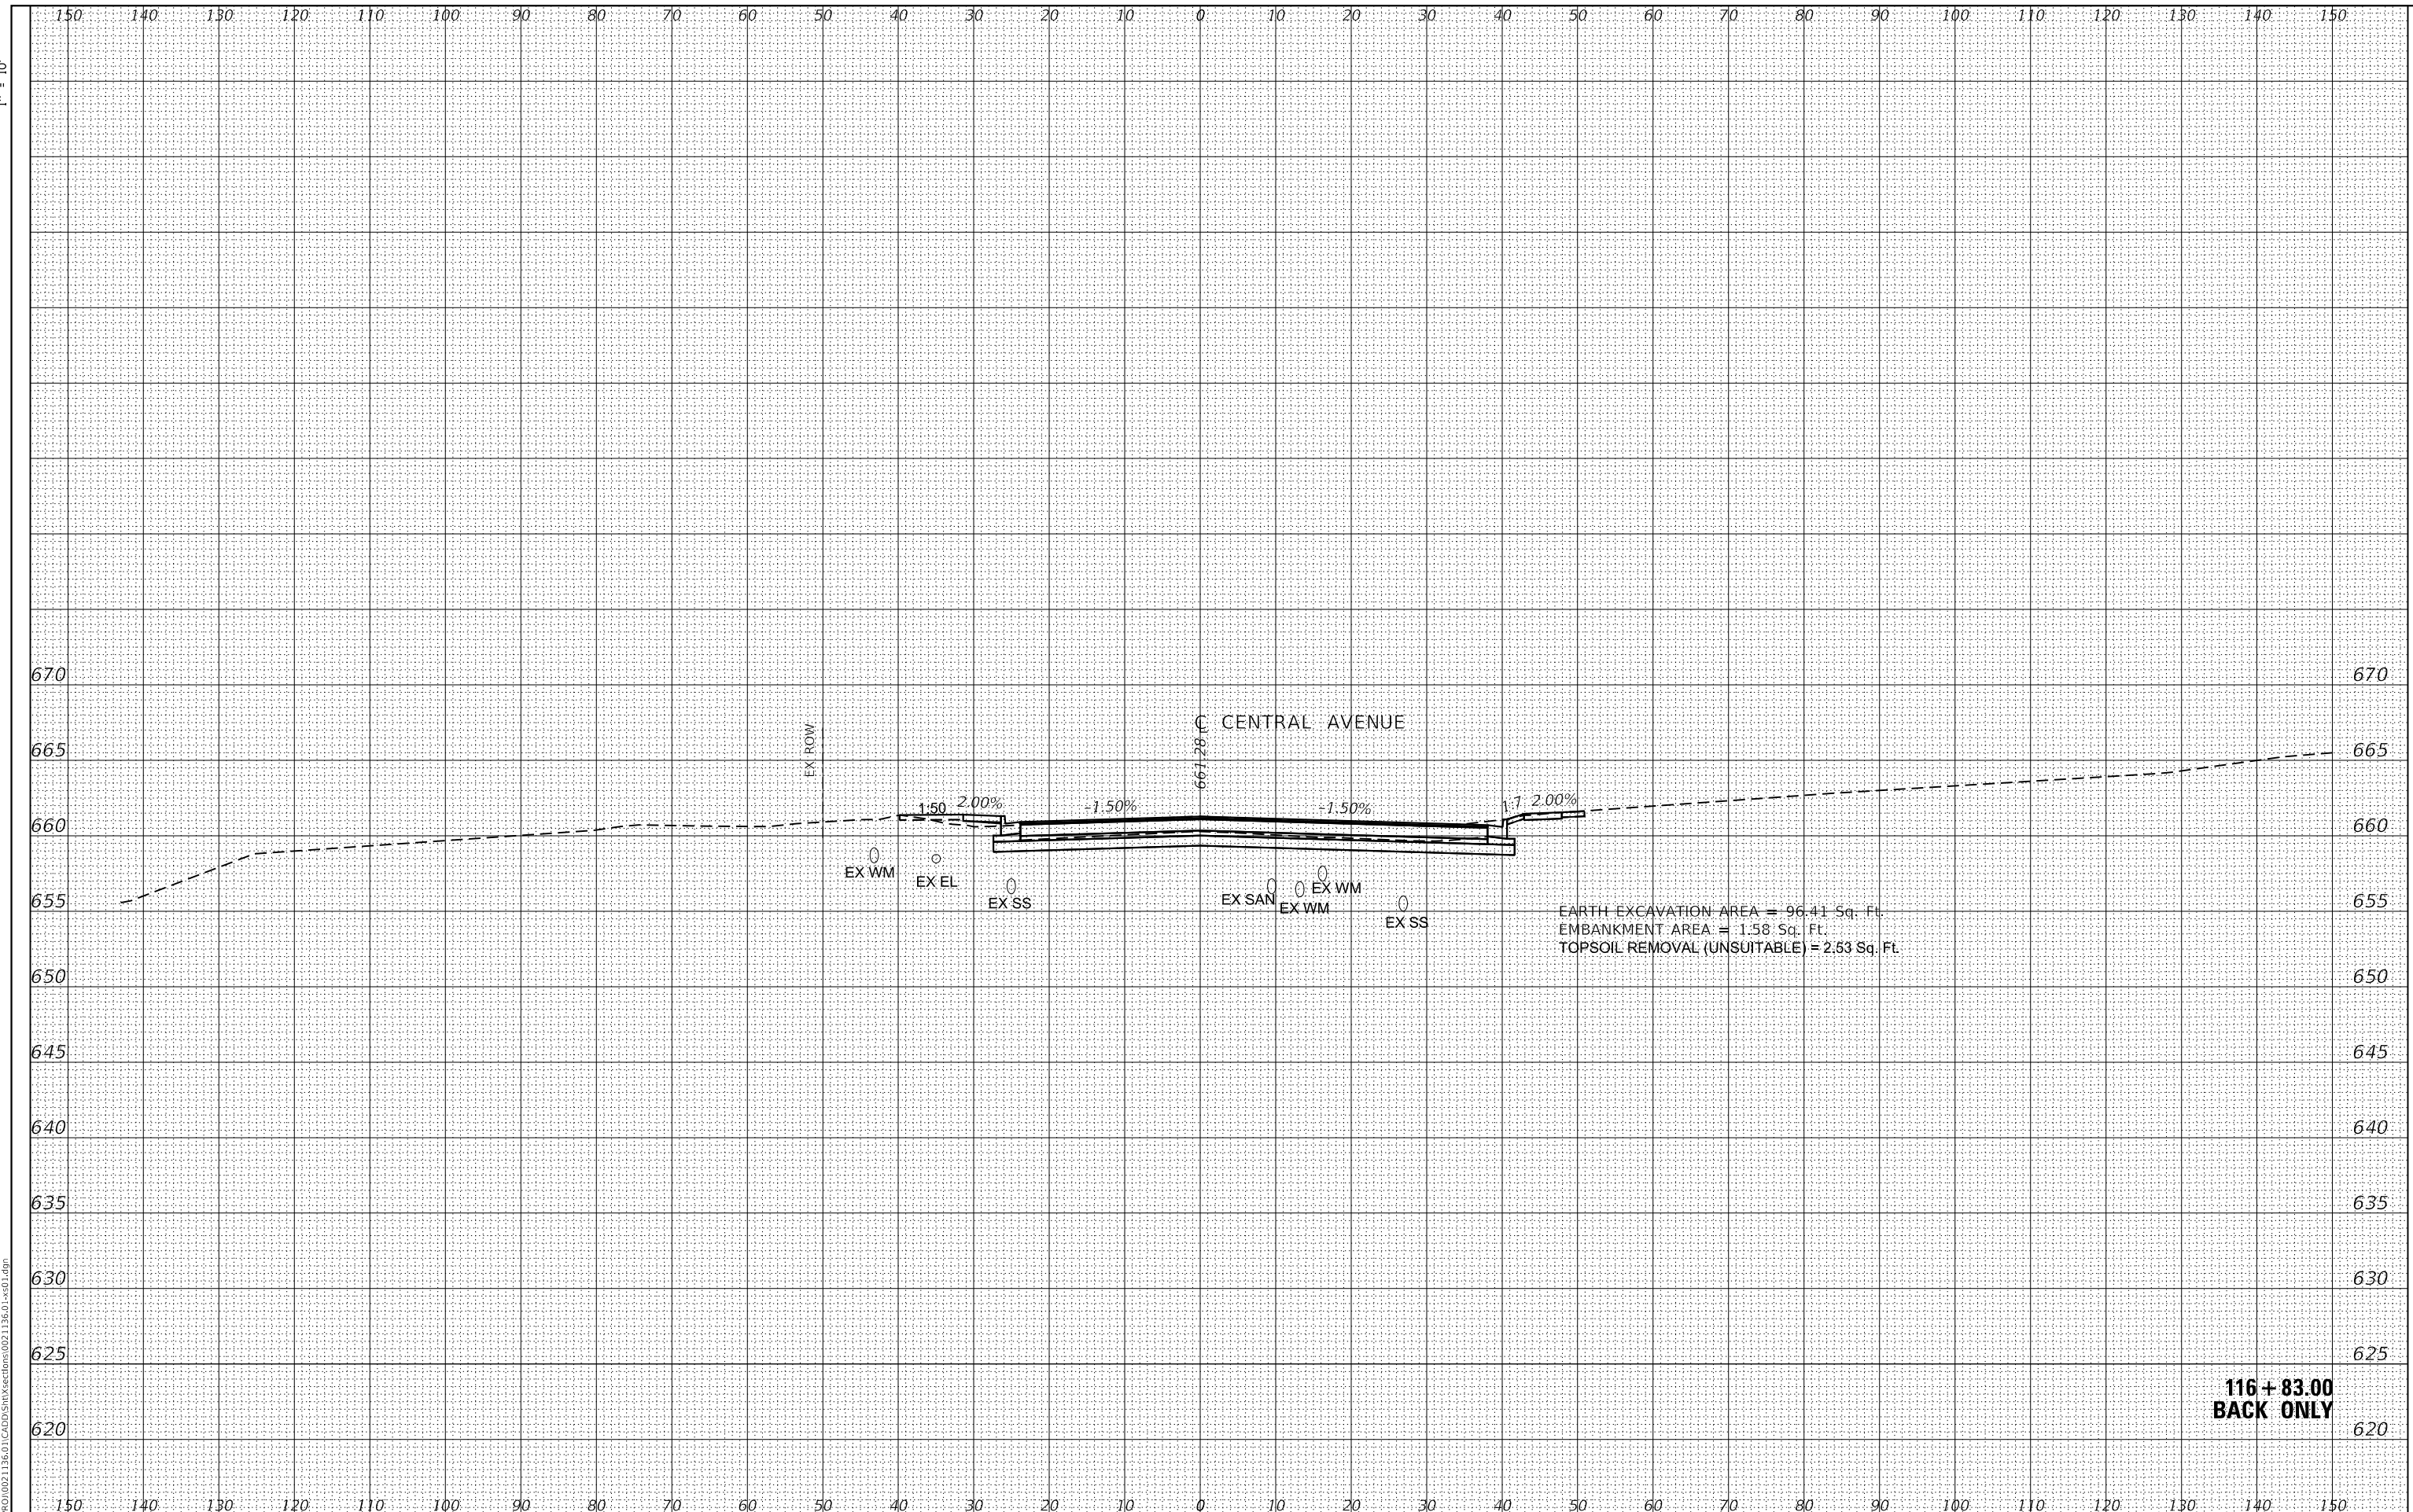 150 140 130 120 110 100 90 80 70 60 50 40 30 20 10 0 10 20 30 40 50 60 70 80 90 100 110 120 130 140 150
1" = 10'
670 670
℄ CENTRAL AVENUE
EX ROW
661.28
665 665
1:50 2.00% -1.50% -1.50% 1:7 2.00%
660 660
EX WM
EX EL
EX SS
EX SAN
EX WM
EX WM
EX SS
655 655
EARTH EXCAVATION AREA = 96.41 Sq. Ft.
EMBANKMENT AREA = 1.58 Sq. Ft.
TOPSOIL REMOVAL (UNSUITABLE) = 2.53 Sq. Ft.
650 650
645 645
640 640
635 635
630 630
625 625
116+83.00
BACK ONLY
620 620
150 140 130 120 110 100 90 80 70 60 50 40 30 20 10 0 10 20 30 40 50 60 70 80 90 100 110 120 130 140 150